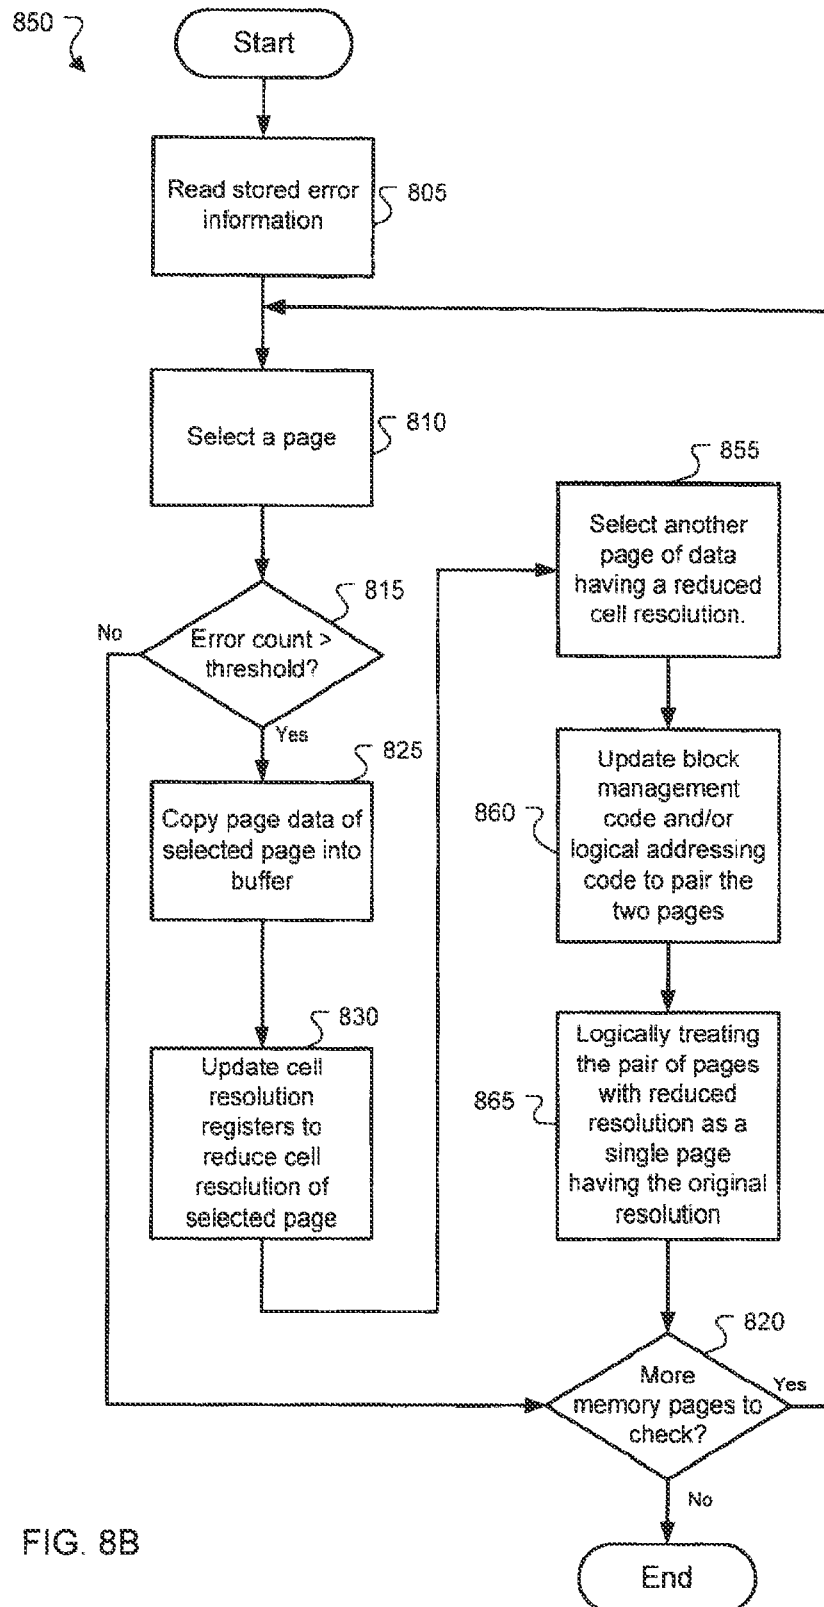 850
Start
Read stored error
information
805
Select a page
810
855
Select another
page of data
having a reduced
cell resolution.
815
No
Error count >
threshold?
Yes
825
Copy page data of
selected page into
buffer
860
Update block
management
code and/or
logical addressing
code to pair the
two pages
830
Update cell
resolution
registers to
reduce cell
resolution of
selected page
865
Logically treating
the pair of pages
with reduced
resolution as a
single page
having the original
resolution
820
More
memory pages to
check?
Yes
No
End
FIG. 8B